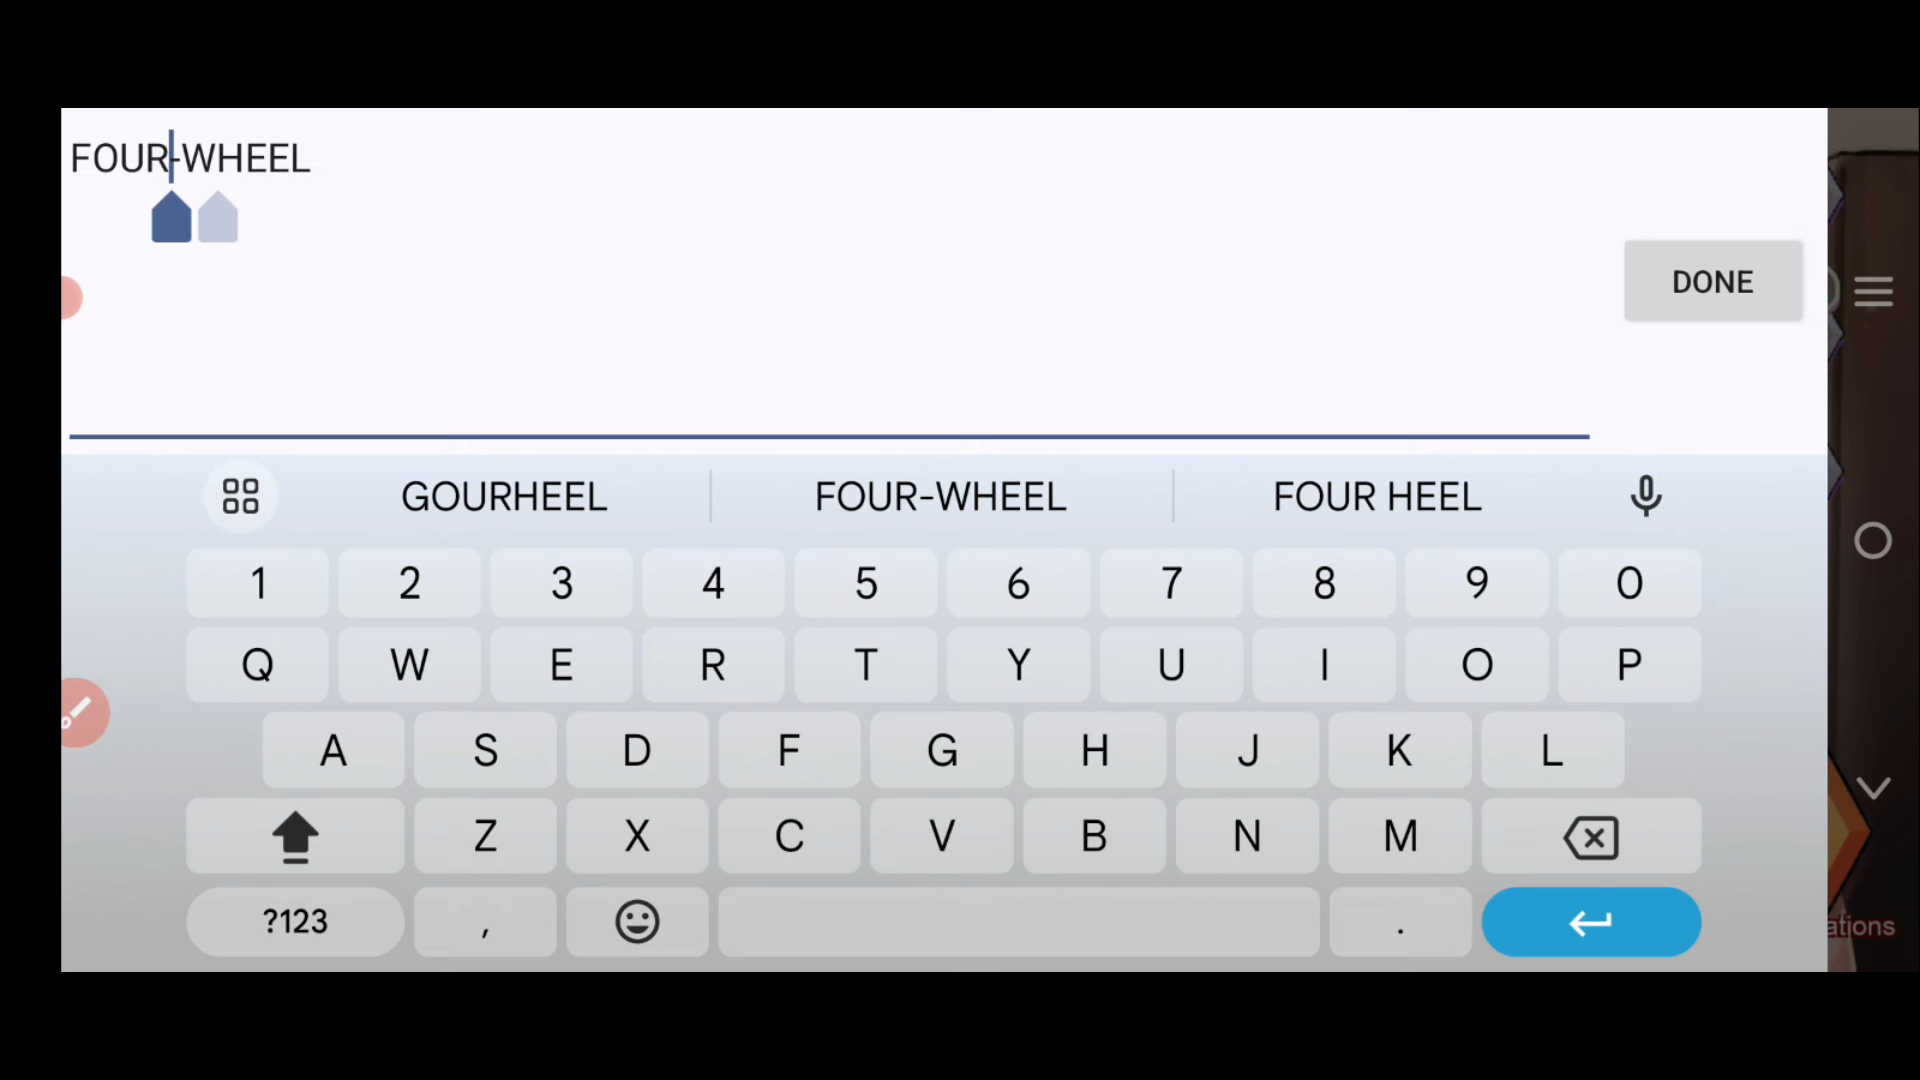 FOUR-WHEEL
DONE
GOURHEEL FOUR-WHEEL FOUR HEEL
1 2 3 4 5 6 7 8 9 0
Q W E R T Y U I O P
A S D F G H J K L
Z X C V B N M
?123 , .
ations